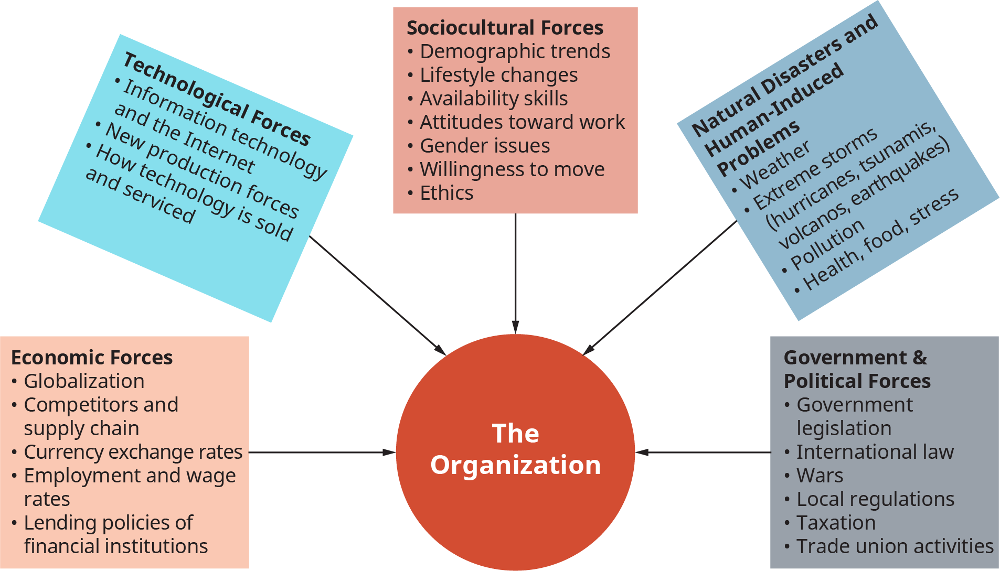 Technological Forces
• Information technology
and the Internet
• New production forces
• How technology is sold
and serviced
Sociocultural Forces
• Demographic trends
• Lifestyle changes
• Availability skills
• Attitudes toward work
• Gender issues
• Willingness to move
• Ethics
Natural Disasters and
Human-Induced
Problems
• Weather
• Extreme storms
(hurricanes, tsunamis,
volcanos, earthquakes)
• Pollution
• Health, food, stress
Economic Forces
• Globalization
• Competitors and
supply chain
• Currency exchange rates
• Employment and wage
rates
• Lending policies of
financial institutions
The
Organization
Government &
Political Forces
• Government
legislation
• International law
• Wars
• Local regulations
• Taxation
• Trade union activities